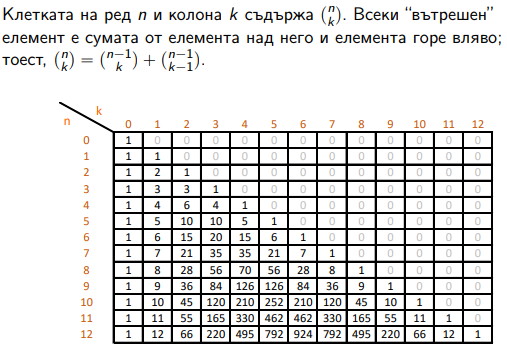 Клетката на ред n и колона k съдържа (n k). Всеки “вътрешен”
елемент е сумата от елемента над него и елемента горе вляво;
тоест, (n k) = (n−1 k) + (n−1 k−1).
k
n
0 1 2 3 4 5 6 7 8 9 10 11 12
0 1 0 0 0 0 0 0 0 0 0 0 0 0
1 1 1 0 0 0 0 0 0 0 0 0 0 0
2 1 2 1 0 0 0 0 0 0 0 0 0 0
3 1 3 3 1 0 0 0 0 0 0 0 0 0
4 1 4 6 4 1 0 0 0 0 0 0 0 0
5 1 5 10 10 5 1 0 0 0 0 0 0 0
6 1 6 15 20 15 6 1 0 0 0 0 0 0
7 1 7 21 35 35 21 7 1 0 0 0 0 0
8 1 8 28 56 70 56 28 8 1 0 0 0 0
9 1 9 36 84 126 126 84 36 9 1 0 0 0
10 1 10 45 120 210 252 210 120 45 10 1 0 0
11 1 11 55 165 330 462 462 330 165 55 11 1 0
12 1 12 66 220 495 792 924 792 495 220 66 12 1